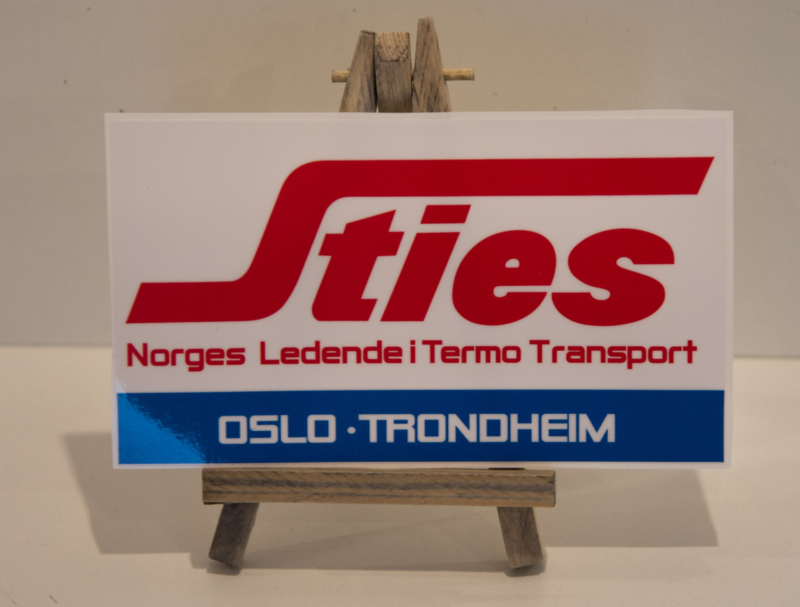 Sties
Norges Ledende i Termo Transport
OSLO · TRONDHEIM